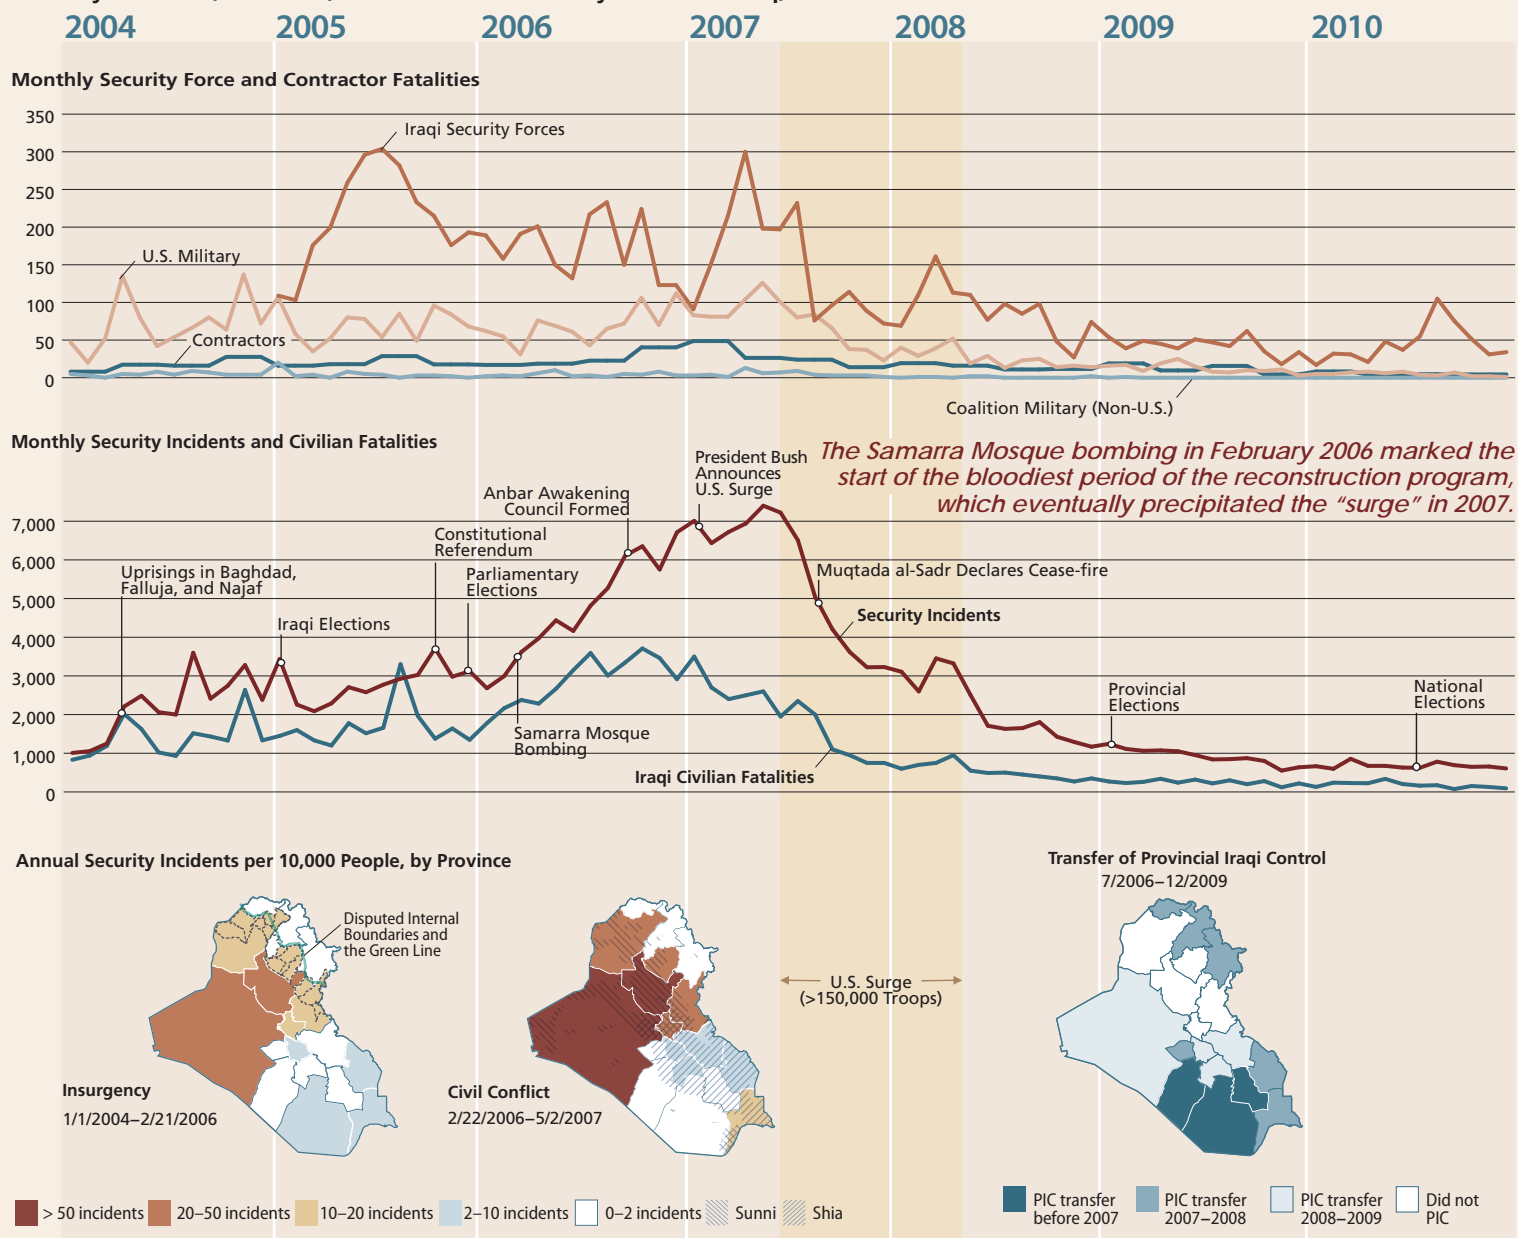 2004 2005 2006 2007 2008 2009 2010
Monthly Security Force and Contractor Fatalities
350
300
250
200
150
100
50
0
Iraqi Security Forces
U.S. Military
Contractors
Coalition Military (Non-U.S.)
Monthly Security Incidents and Civilian Fatalities
The Samarra Mosque bombing in February 2006 marked the
start of the bloodiest period of the reconstruction program,
which eventually precipitated the “surge” in 2007.
7,000
6,000
5,000
4,000
3,000
2,000
1,000
0
Uprisings in Baghdad,
Falluja, and Najaf
Iraqi Elections
Constitutional
Referendum
Parliamentary
Elections
Anbar Awakening
Council Formed
President Bush
Announces
U.S. Surge
Samarra Mosque
Bombing
Muqtada al-Sadr Declares Cease-fire
Security Incidents
Iraqi Civilian Fatalities
Provincial
Elections
National
Elections
Annual Security Incidents per 10,000 People, by Province
Disputed Internal
Boundaries and
the Green Line
Insurgency
1/1/2004–2/21/2006
Civil Conflict
2/22/2006–5/2/2007
U.S. Surge
(>150,000 Troops)
Transfer of Provincial Iraqi Control
7/2006–12/2009
> 50 incidents
20–50 incidents
10–20 incidents
2–10 incidents
0–2 incidents
Sunni
Shia
PIC transfer
before 2007
PIC transfer
2007–2008
PIC transfer
2008–2009
Did not
PIC